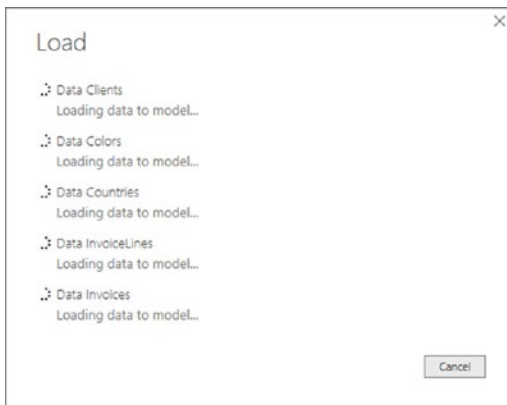 Load
Data Clients
Loading data to model...
Data Colors
Loading data to model...
Data Countries
Loading data to model...
Data InvoiceLines
Loading data to model...
Data Invoices
Loading data to model...
Cancel